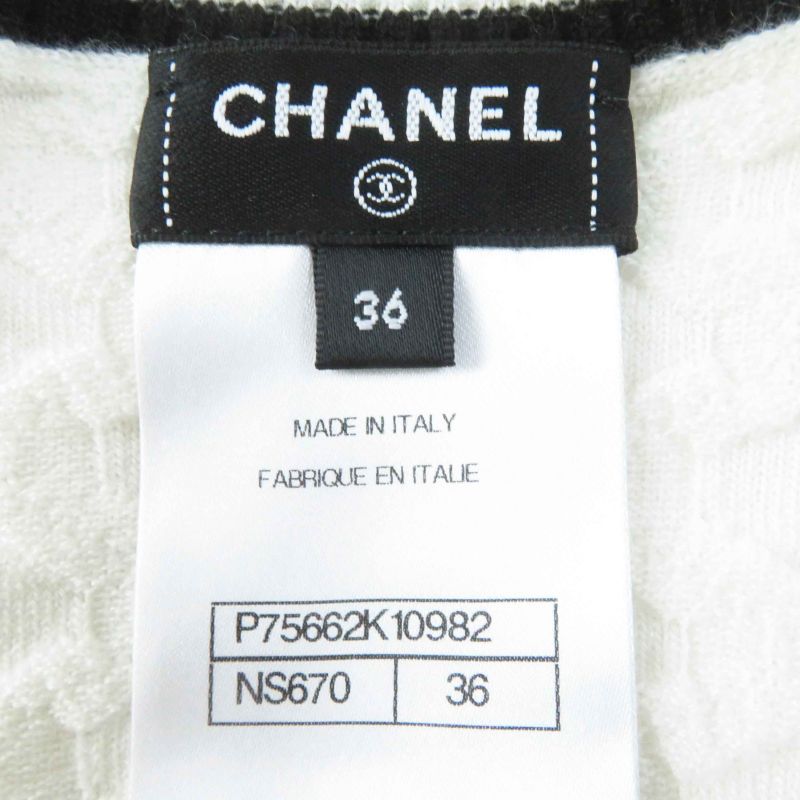 CHANEL
36
MADE IN ITALY
FABRIQUE EN ITALIE
P75662K10982
NS670 36